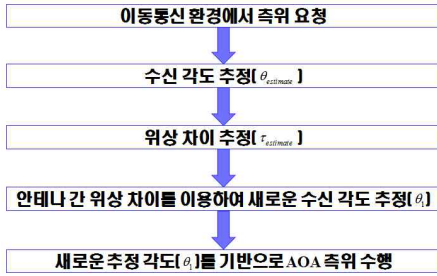 이동통신 환경에서 측위 요청
수신 각도 추정(θestimate)
위상 차이 추정(τestimate)
안테나 간 위상 차이를 이용하여 새로운 수신 각도 추정(θ1)
새로운 추정 각도(θ1)를 기반으로 AOA 측위 수행